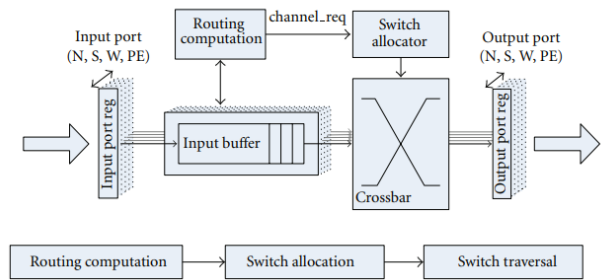 Input port
(N, S, W, PE)
Routing
computation
channel_req
Switch
allocator
Output port
(N, S, W, PE)
Input port reg
Input buffer
Crossbar
Output port reg
Routing computation
Switch allocation
Switch traversal